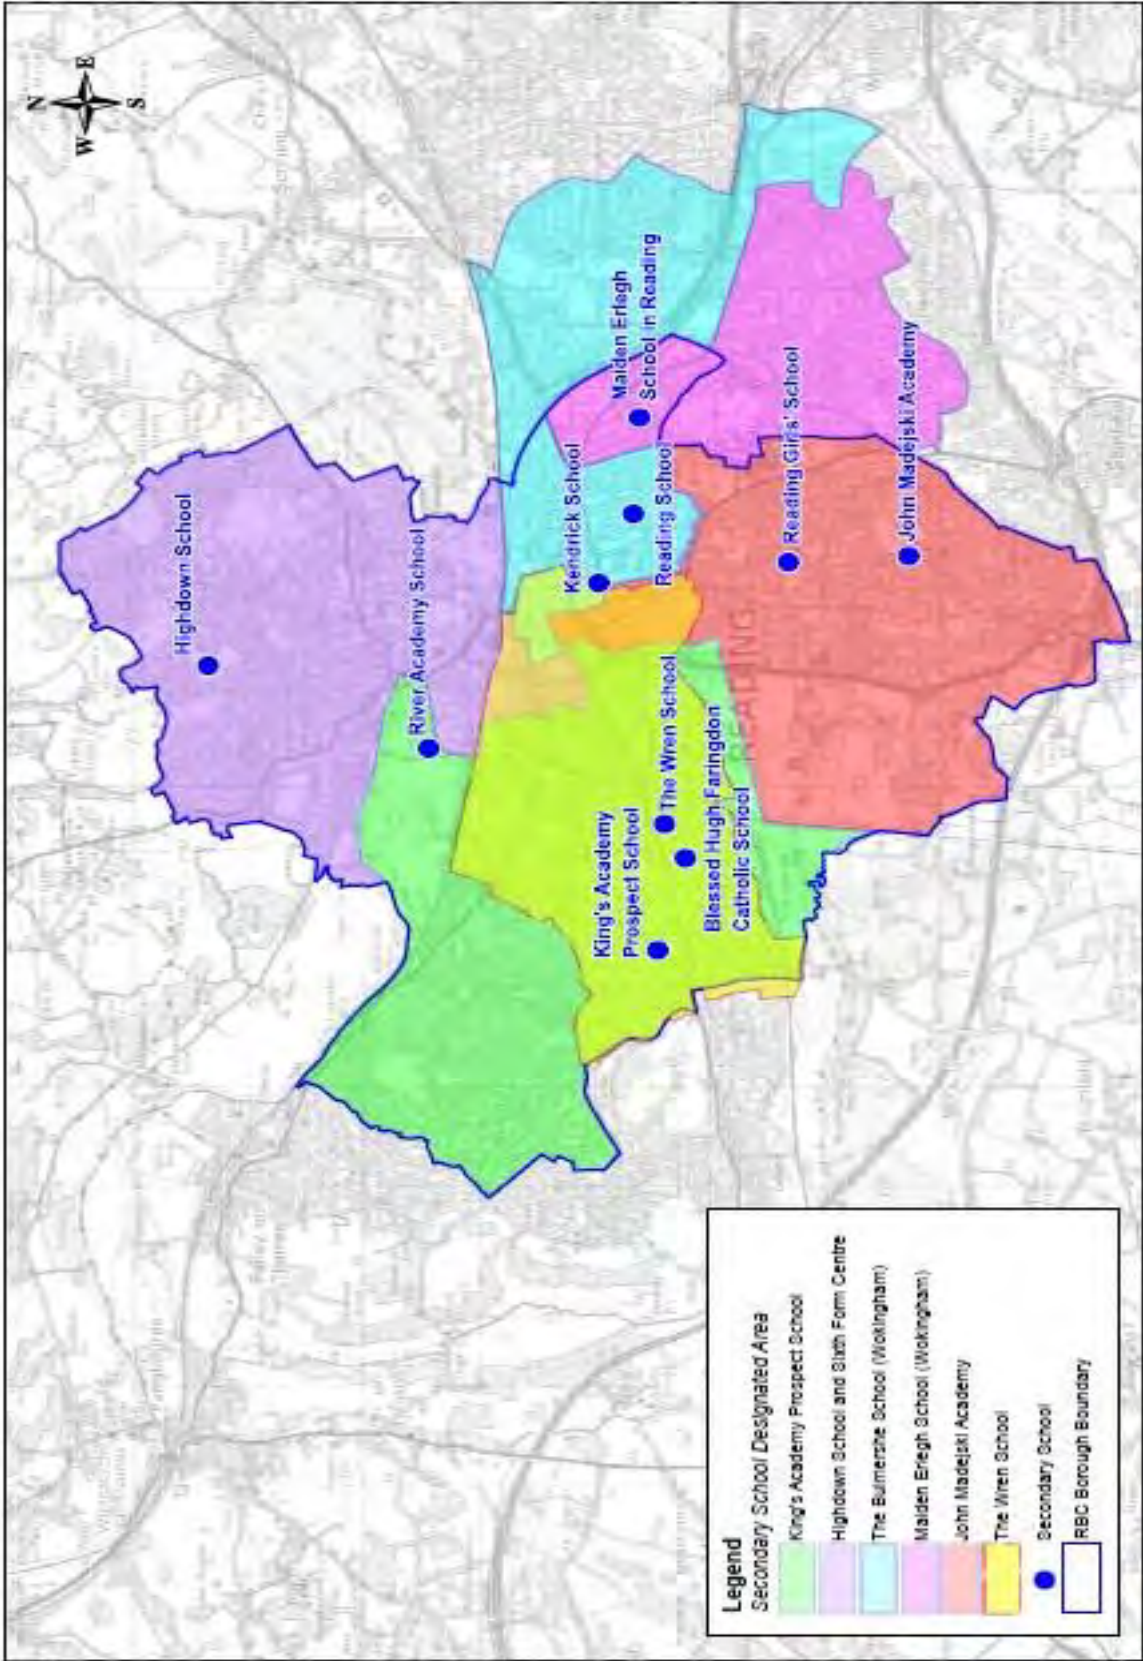 N
W
E
S
Highdown School
River Academy School
Kendrick School
Maiden Erlegh
School in Reading
Reading School
King's Academy
Prospect School
The Wren School
Blessed Hugh Faringdon
Catholic School
Reading Girls' School
John Madejski Academy
READING
Legend
Secondary School Designated Area
King's Academy Prospect School
Highdown School and Sixth Form Centre
The Bulmershe School (Wokingham)
Maiden Erlegh School (Wokingham)
John Madejski Academy
The Wren School
Secondary School
RBC Borough Boundary